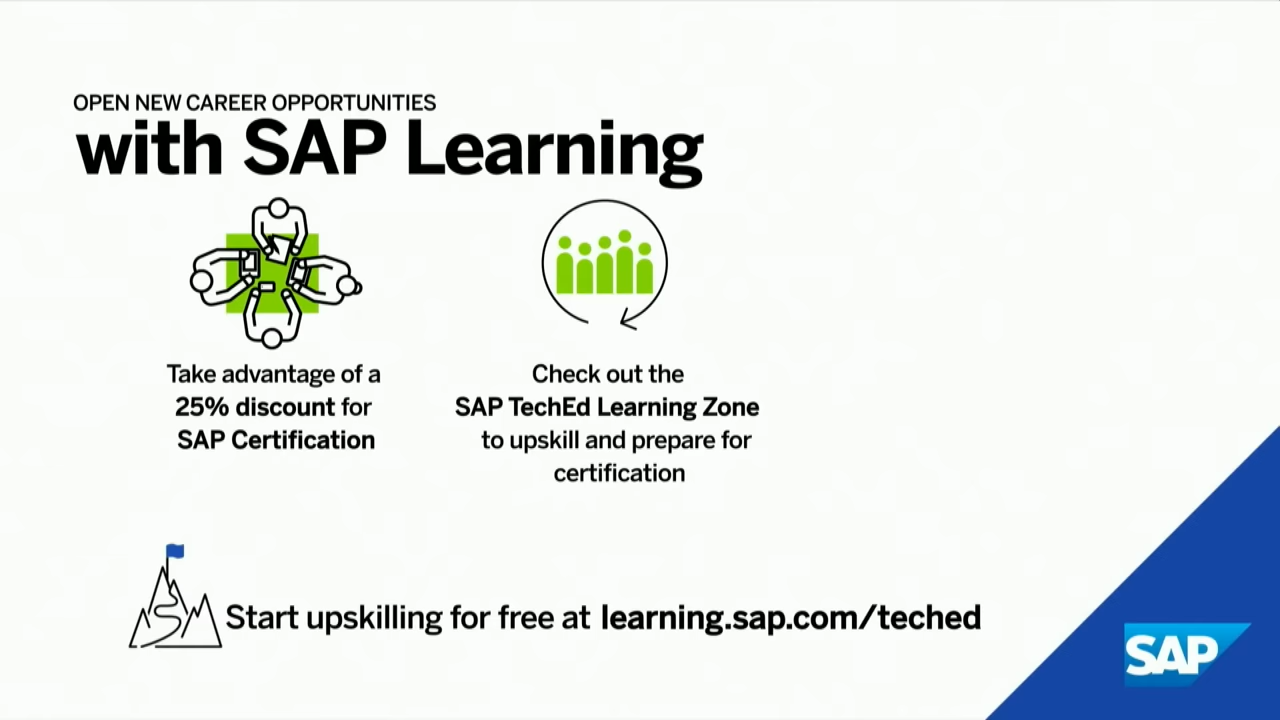 OPEN NEW CAREER OPPORTUNITIES
with SAP Learning
Take advantage of a
25% discount for
SAP Certification
Check out the
SAP TechEd Learning Zone
to upskill and prepare for
certification
Start upskilling for free at learning.sap.com/teched
SAP